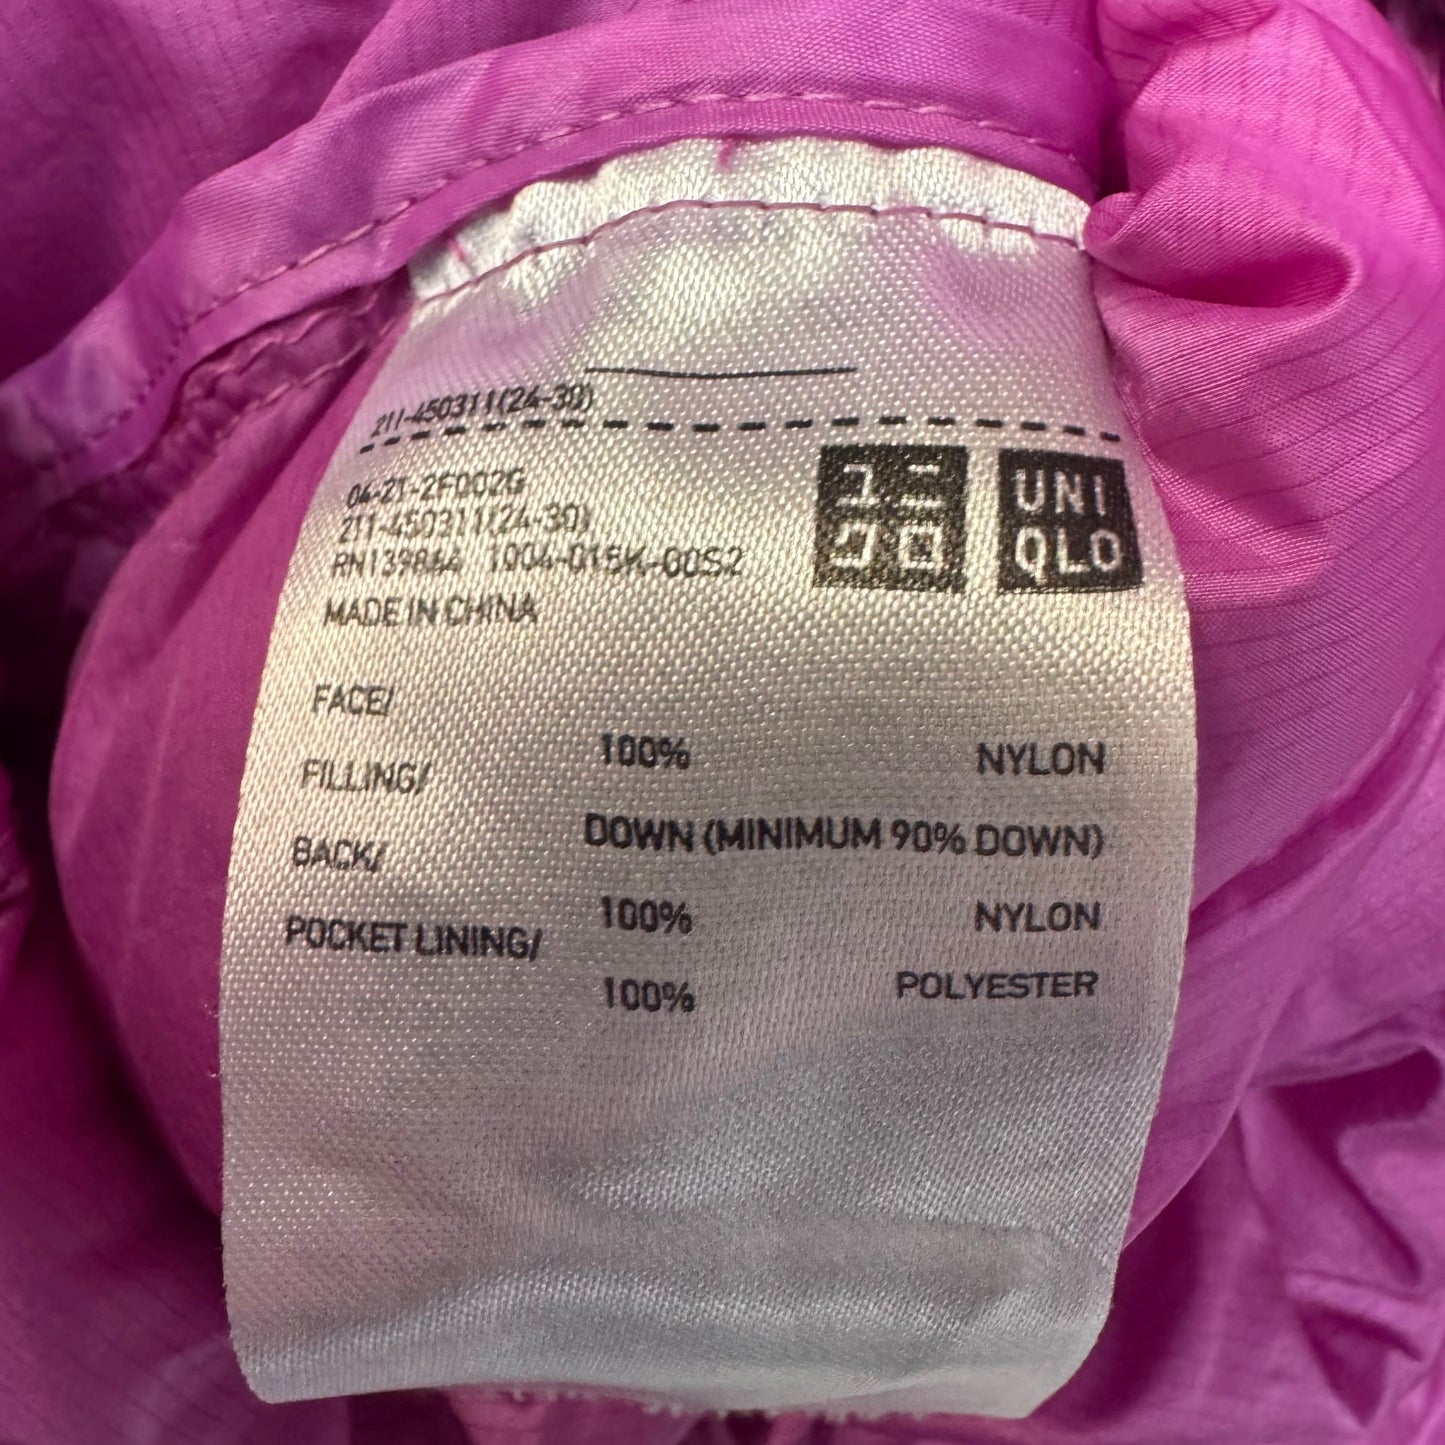 211-450311(24-30)
04-21-2F002G
211-450311(24-30)
RN139864 1004-015K-00S2
MADE IN CHINA
ユニ
クロ
UNI
QLO
FACE/
100% NYLON
FILLING/
DOWN (MINIMUM 90% DOWN)
BACK/
100% NYLON
POCKET LINING/
100% POLYESTER